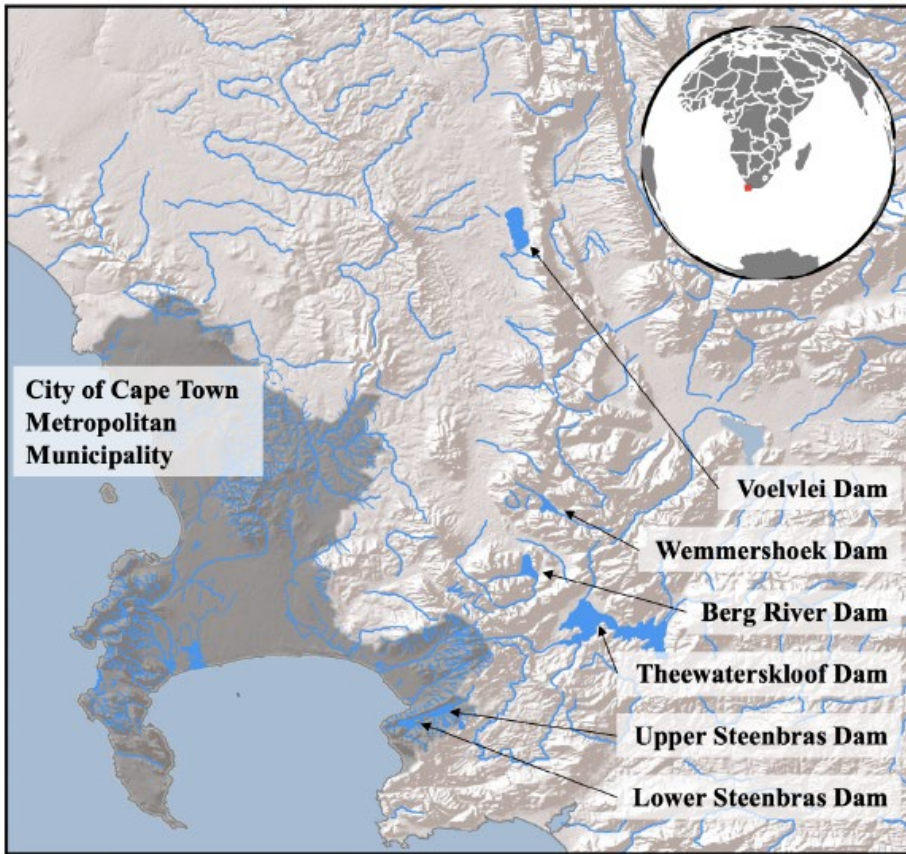 City of Cape Town
Metropolitan
Municipality
Voelvlei Dam
Wemmershoek Dam
Berg River Dam
Theewaterskloof Dam
Upper Steenbras Dam
Lower Steenbras Dam